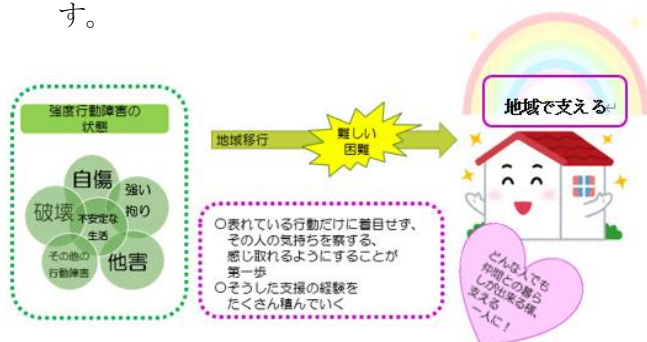 す。
強度行動障害の
状態
自傷
強い
拘り
破壊
不安定な
生活
その他の
行動障害
他害
地域移行
難しい
困難
○表れている行動だけに着目せず、
その人の気持ちを察する、
感じ取れるようにすることが
第一歩
○そうした支援の経験を
たくさん積んでいく
地域で支える↵
どんな人でも
仲間との暮ら
しが出来る様、
支える
一人に！